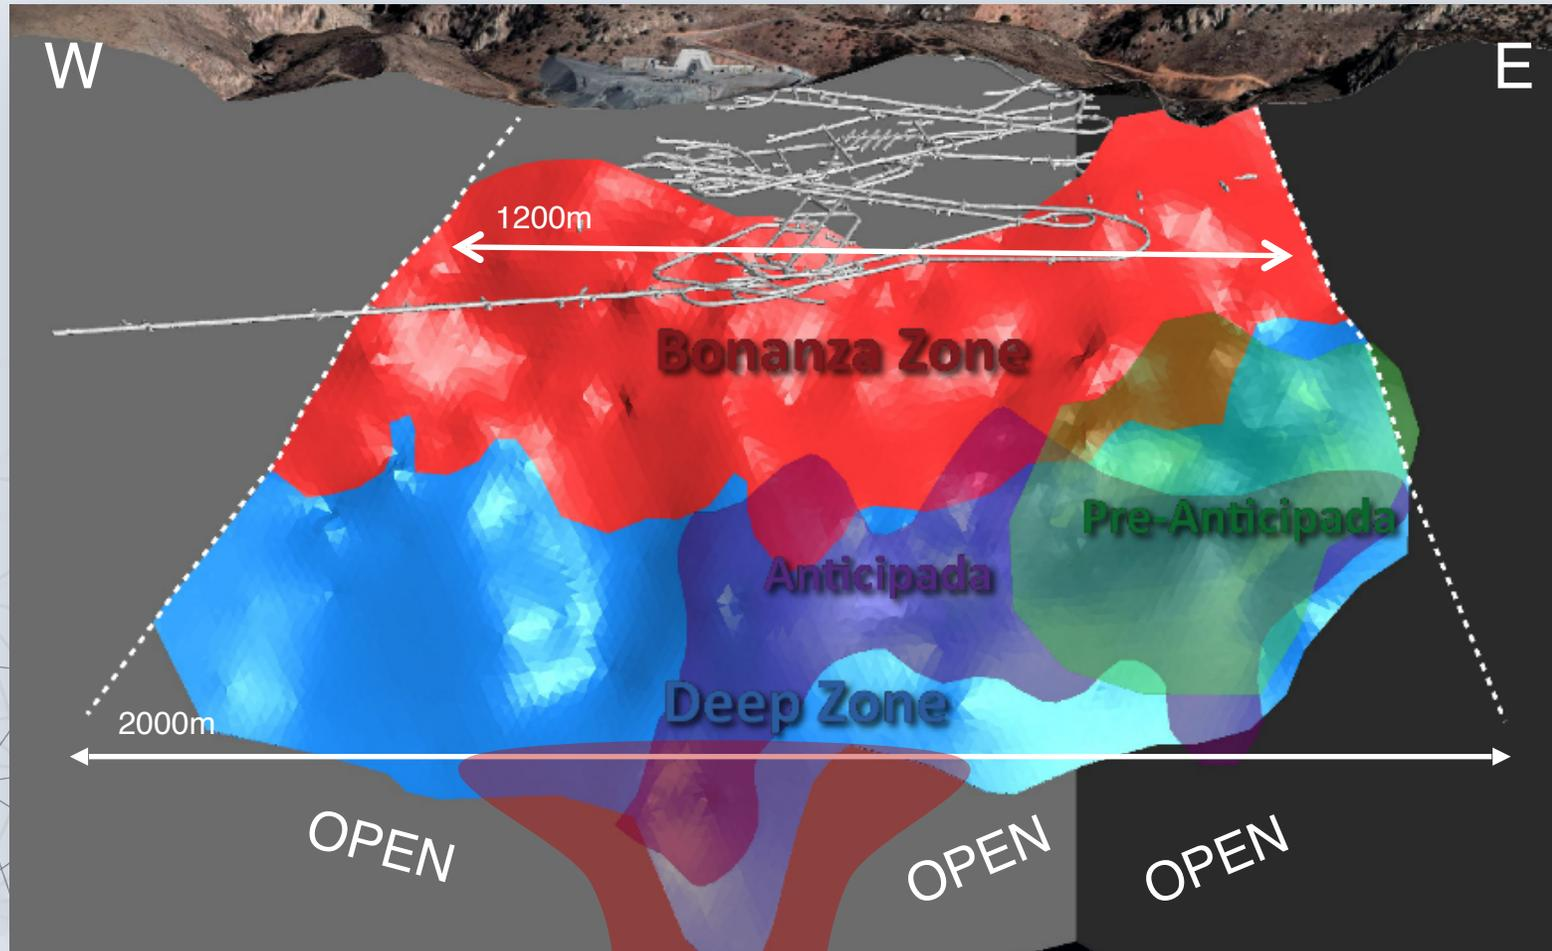 W
E
1200m
Bonanza Zone
Pre-Anticipada
Anticipada
Deep Zone
2000m
OPEN
OPEN
OPEN